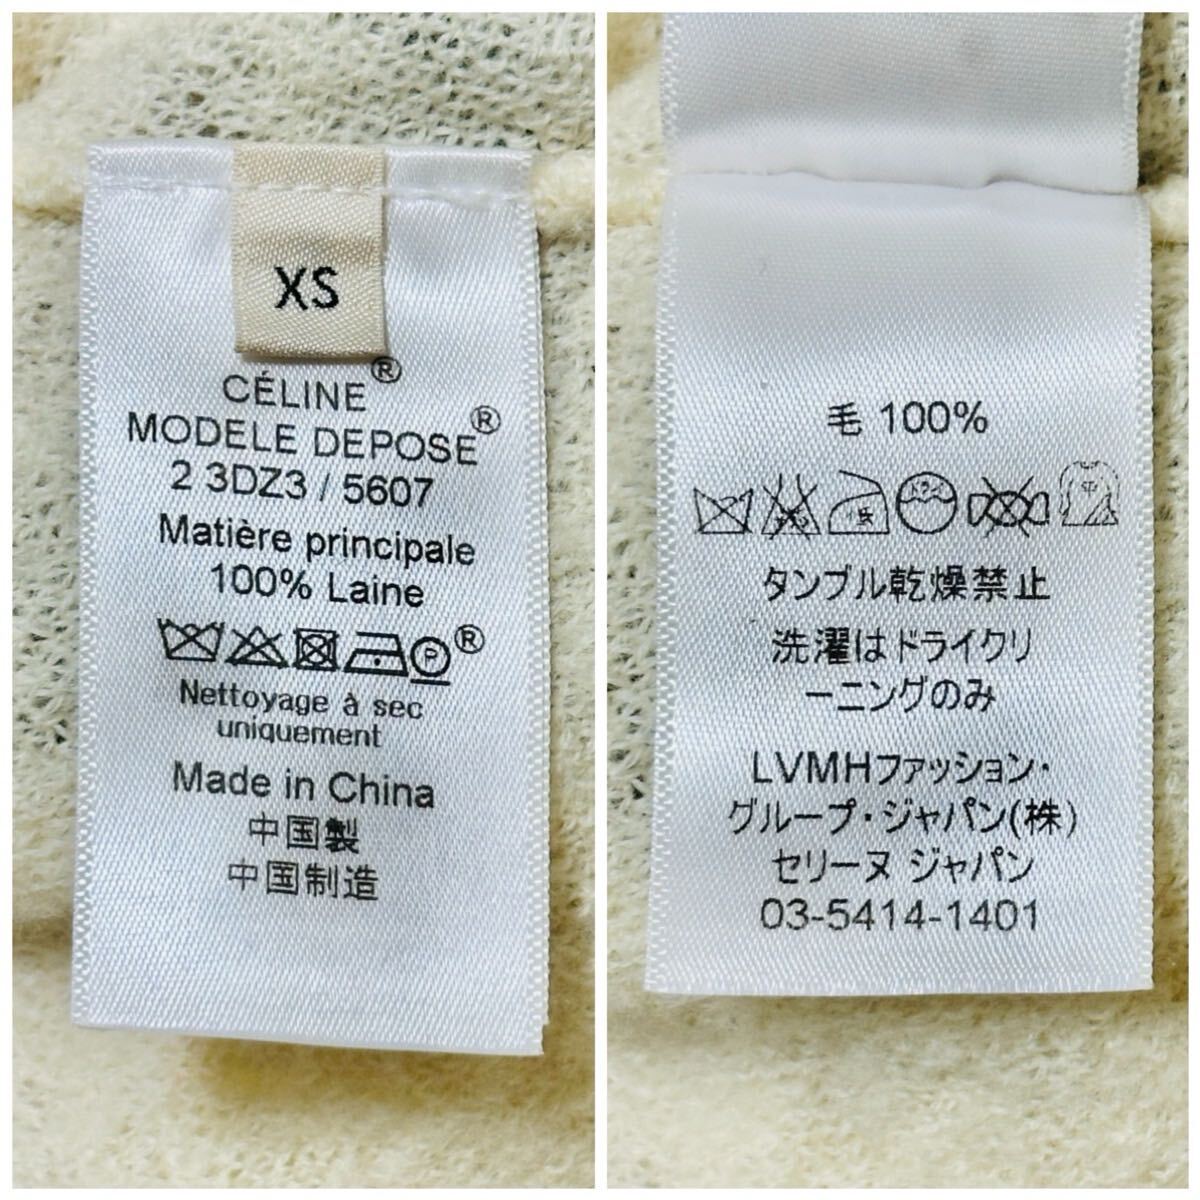 XS
CÉLINE®
MODELE DEPOSE®
2 3DZ3 / 5607
Matière principale
100% Laine
P ®
Nettoyage à sec
uniquement
Made in China
中国製
中国制造
毛 100%
タンブル乾燥禁止
洗濯はドライクリ
ーニングのみ
LVMHファッション・
グループ・ジャパン(株)
セリーヌ ジャパン
03-5414-1401